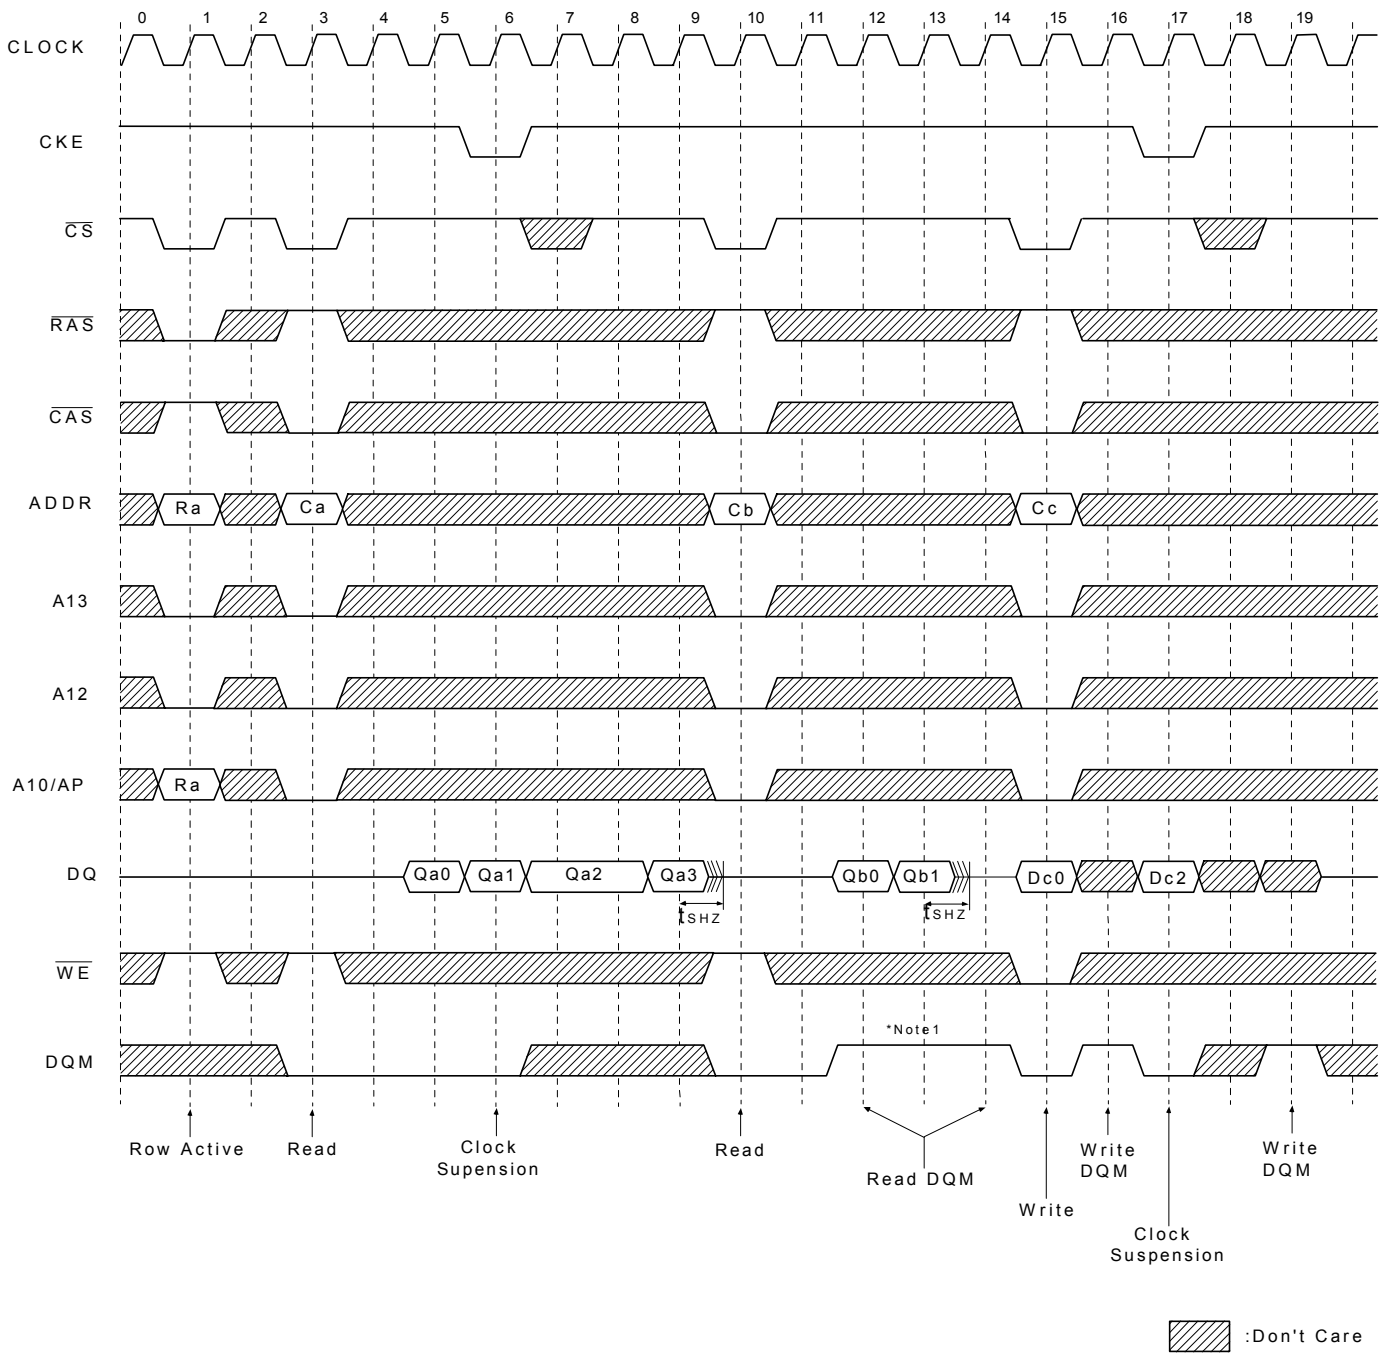 0 1 2 3 4 5 6 7 8 9 10 11 12 13 14 15 16 17 18 19
CLOCK
CKE
CS
RAS
CAS
ADDR Ra Ca Cb Cc
A13
A12
A10/AP Ra
DQ Qa0 Qa1 Qa2 Qa3 Qb0 Qb1 Dc0 Dc2
tSHZ tSHZ
WE
*Note1
DQM
Row Active
Read
Clock
Supension
Read
Read DQM
Write
Write
DQM
Clock
Suspension
Write
DQM
:Don't Care